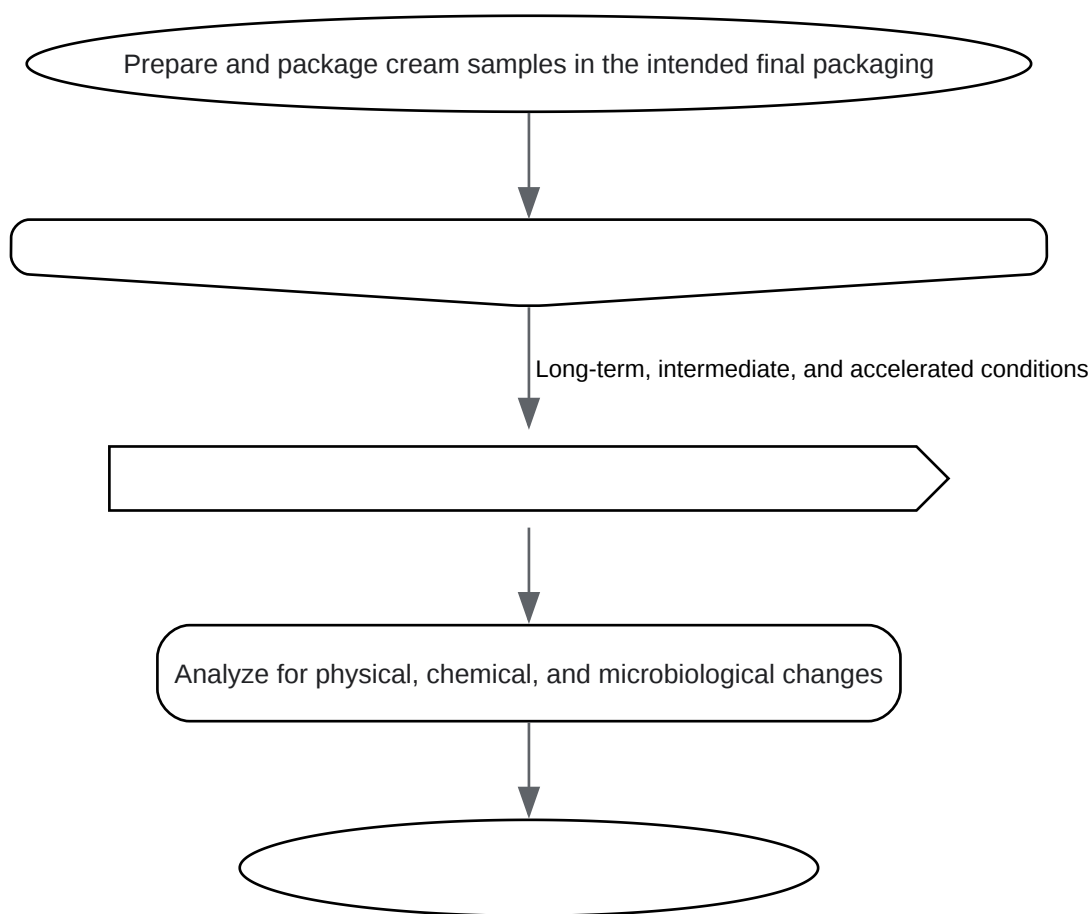 Prepare and package cream samples in the intended final packaging
Long-term, intermediate, and accelerated conditions
Analyze for physical, chemical, and microbiological changes